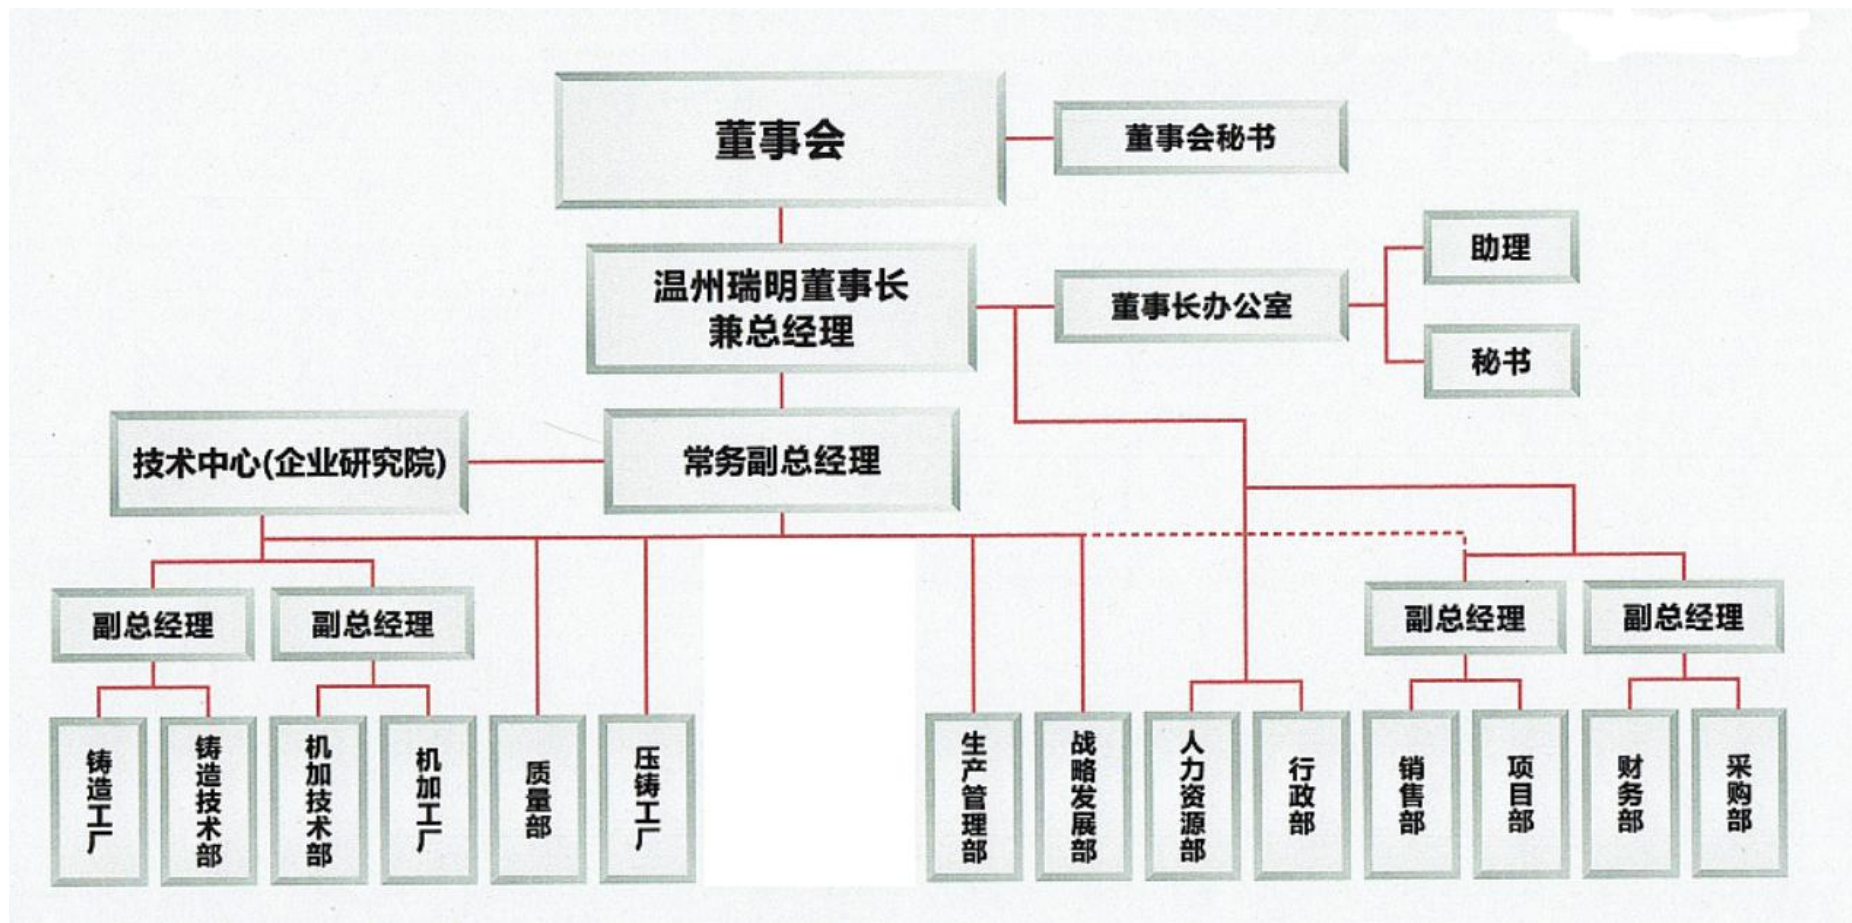 董事会
董事会秘书
温州瑞明董事长
兼总经理
董事长办公室
助理
秘书
技术中心(企业研究院)
常务副总经理
副总经理
副总经理
副总经理
副总经理
铸造工厂
铸造技术部
机加技术部
机加工厂
质量部
压铸工厂
生产管理部
战略发展部
人力资源部
行政部
销售部
项目部
财务部
采购部